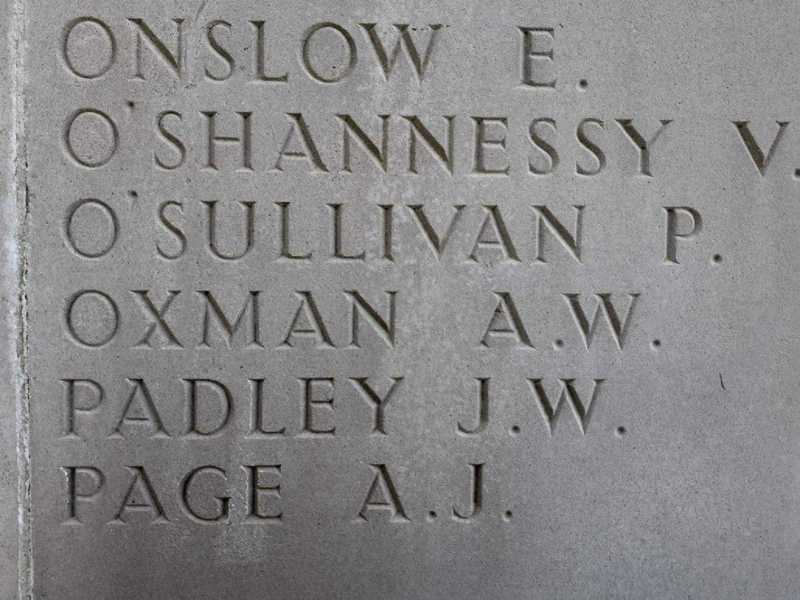 ONSLOW E.
O'SHANNESSY V.
O'SULLIVAN P.
OXMAN A.W.
PADLEY J.W.
PAGE A.J.